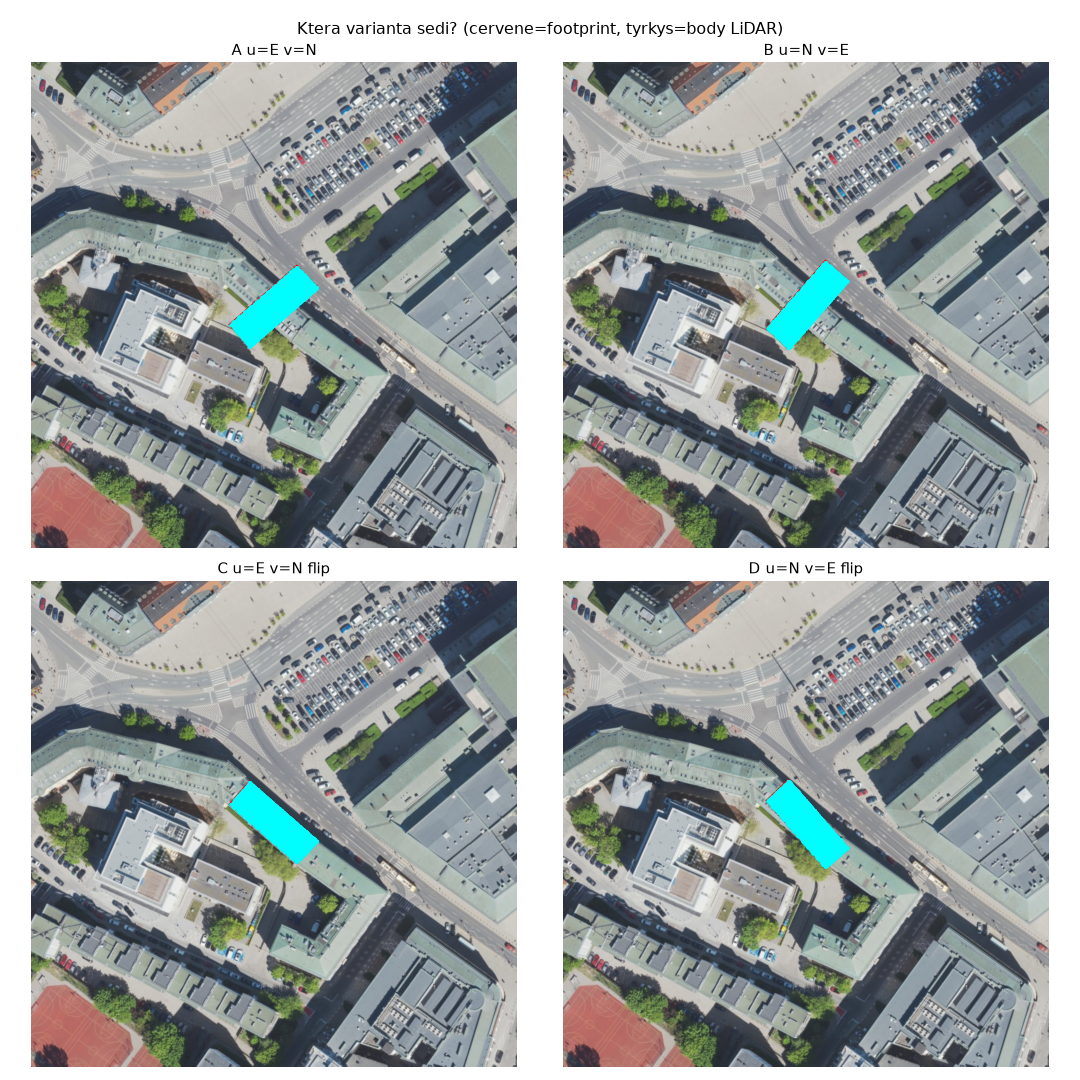 Ktera varianta sedi? (cervene=footprint, tyrkys=body LiDAR)
A u=E v=N
B u=N v=E
C u=E v=N flip
D u=N v=E flip